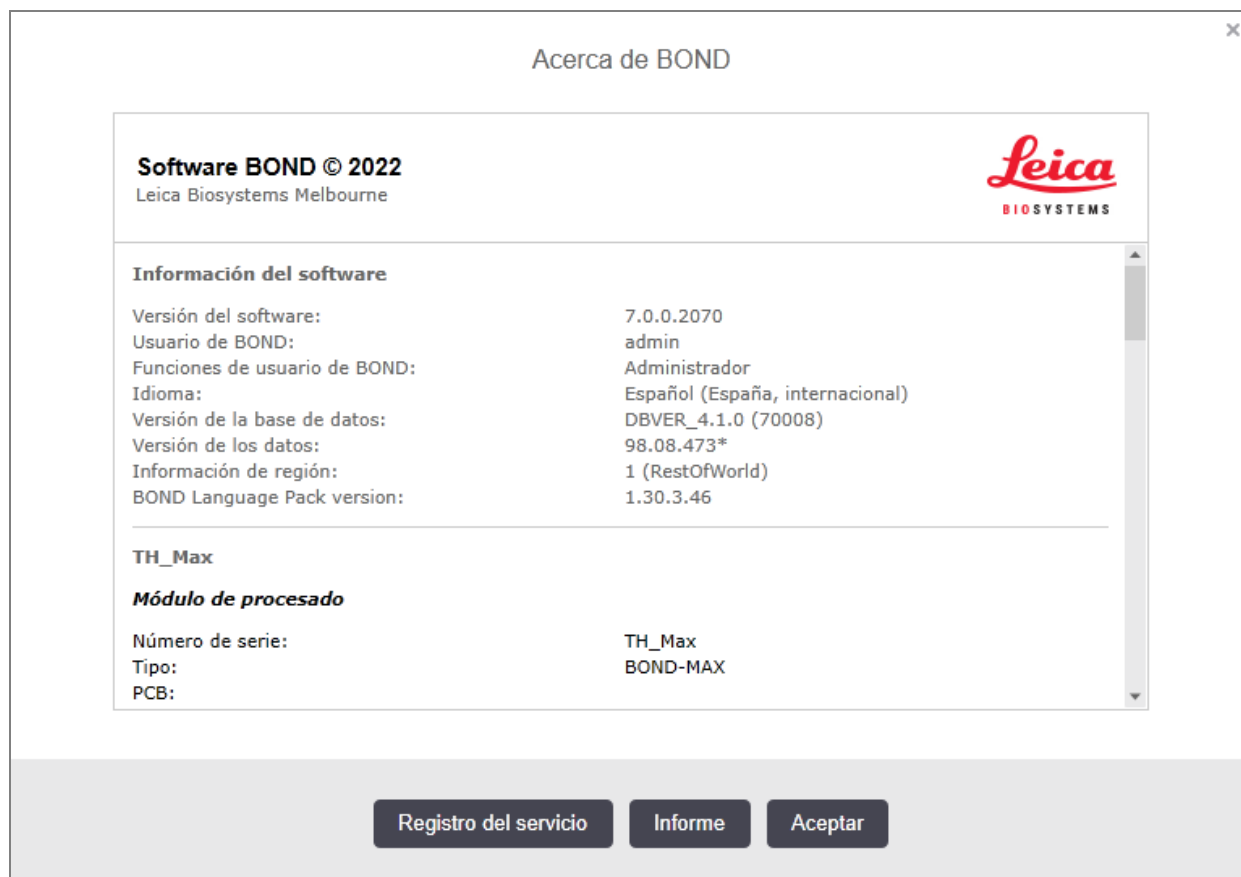 ×
Acerca de BOND
Software BOND © 2022
Leica Biosystems Melbourne
Leica
BIOSYSTEMS
Información del software
Versión del software: 7.0.0.2070
Usuario de BOND: admin
Funciones de usuario de BOND: Administrador
Idioma: Español (España, internacional)
Versión de la base de datos: DBVER_4.1.0 (70008)
Versión de los datos: 98.08.473*
Información de región: 1 (RestOfWorld)
BOND Language Pack version: 1.30.3.46
TH_Max
Módulo de procesado
Número de serie: TH_Max
Tipo: BOND-MAX
PCB:
Registro del servicio Informe Aceptar